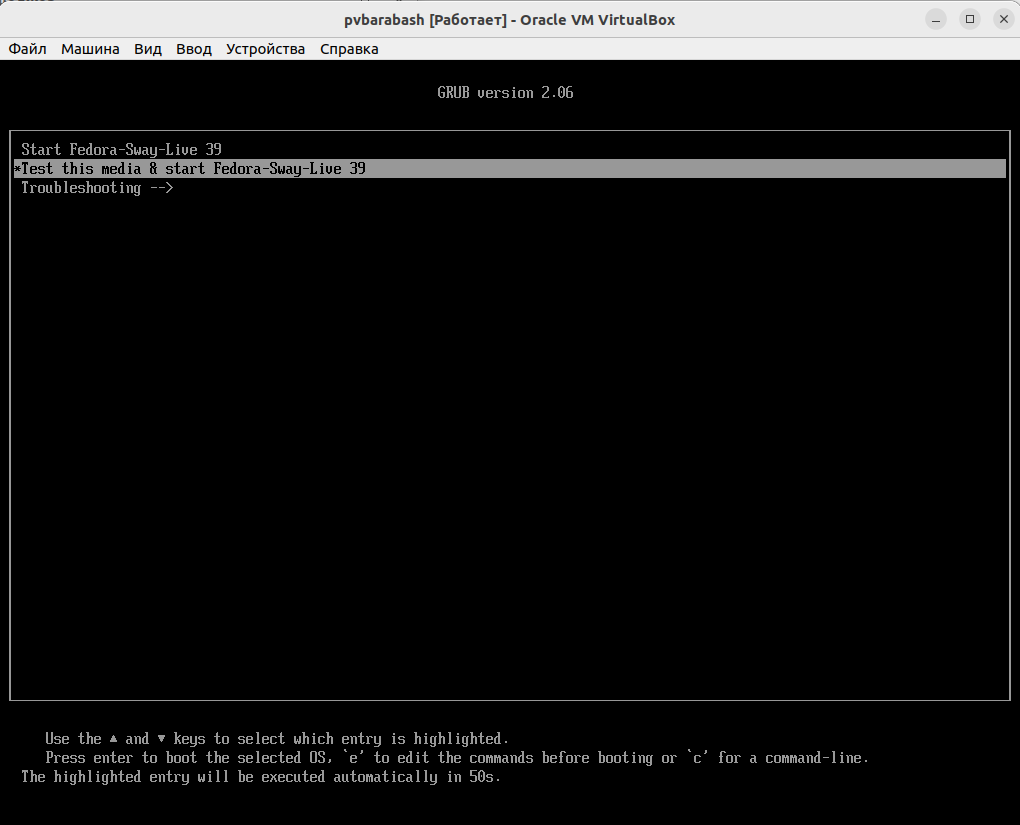 pvbarabash [Работает] - Oracle VM VirtualBox
Файл Машина Вид Ввод Устройства Справка
GRUB version 2.06
Start Fedora-Sway-Live 39
*Test this media & start Fedora-Sway-Live 39
Troubleshooting -->
Use the ▲ and ▼ keys to select which entry is highlighted.
Press enter to boot the selected OS, `e' to edit the commands before booting or `c' for a command-line.
The highlighted entry will be executed automatically in 50s.